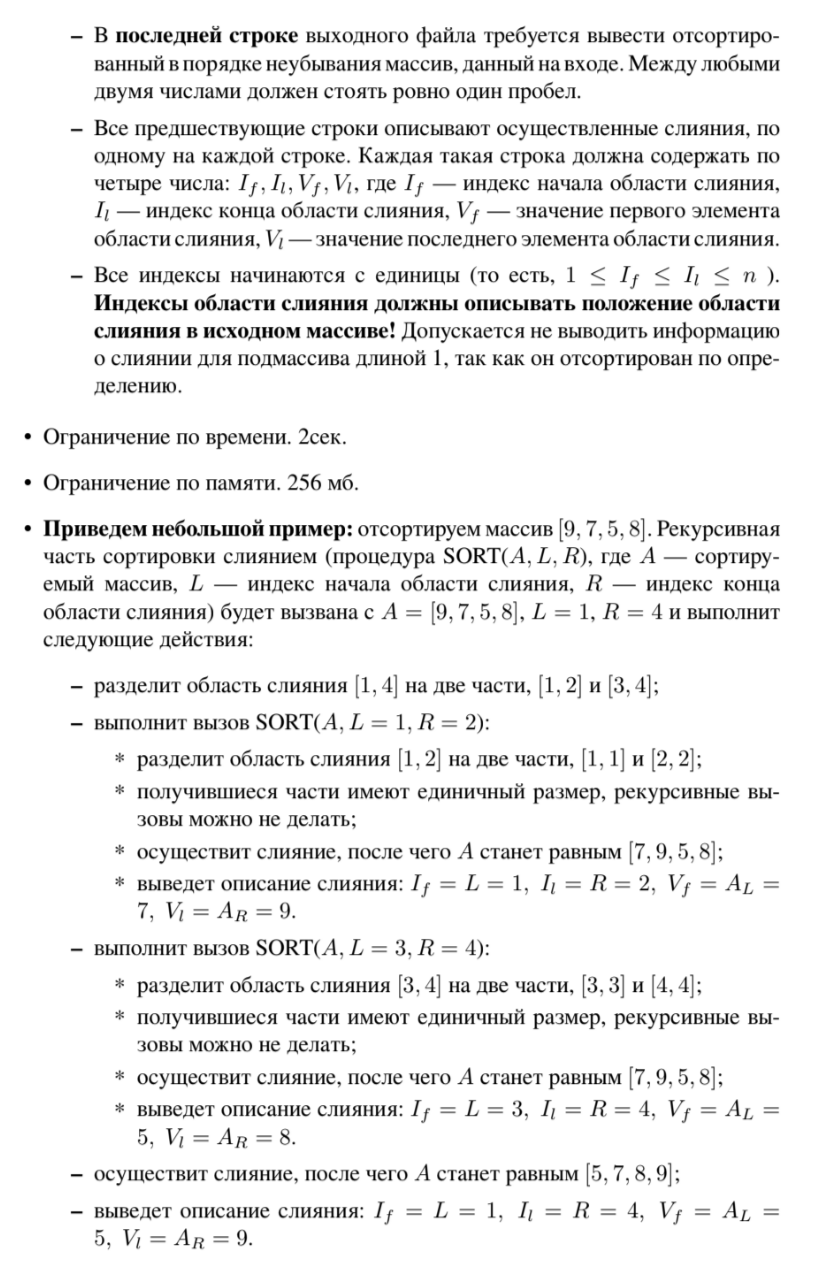 – В последней строке выходного файла требуется вывести отсортиро-
ванный в порядке неубывания массив, данный на входе. Между любыми
двумя числами должен стоять ровно один пробел.
– Все предшествующие строки описывают осуществленные слияния, по
одному на каждой строке. Каждая такая строка должна содержать по
четыре числа: I_f, I_l, V_f, V_l, где I_f — индекс начала области слияния,
I_l — индекс конца области слияния, V_f — значение первого элемента
области слияния, V_l — значение последнего элемента области слияния.
– Все индексы начинаются с единицы (то есть, 1 ≤ I_f ≤ I_l ≤ n ).
Индексы области слияния должны описывать положение области
слияния в исходном массиве! Допускается не выводить информацию
о слиянии для подмассива длиной 1, так как он отсортирован по опре-
делению.
• Ограничение по времени. 2сек.
• Ограничение по памяти. 256 мб.
• Приведем небольшой пример: отсортируем массив [9, 7, 5, 8]. Рекурсивная
часть сортировки слиянием (процедура SORT(A, L, R), где A — сортиру-
емый массив, L — индекс начала области слияния, R — индекс конца
области слияния) будет вызвана с A = [9, 7, 5, 8], L = 1, R = 4 и выполнит
следующие действия:
– разделит область слияния [1, 4] на две части, [1, 2] и [3, 4];
– выполнит вызов SORT(A, L = 1, R = 2):
* разделит область слияния [1, 2] на две части, [1, 1] и [2, 2];
* получившиеся части имеют единичный размер, рекурсивные вы-
зовы можно не делать;
* осуществит слияние, после чего A станет равным [7, 9, 5, 8];
* выведет описание слияния: I_f = L = 1, I_l = R = 2, V_f = A_L =
7, V_l = A_R = 9.
– выполнит вызов SORT(A, L = 3, R = 4):
* разделит область слияния [3, 4] на две части, [3, 3] и [4, 4];
* получившиеся части имеют единичный размер, рекурсивные вы-
зовы можно не делать;
* осуществит слияние, после чего A станет равным [7, 9, 5, 8];
* выведет описание слияния: I_f = L = 3, I_l = R = 4, V_f = A_L =
5, V_l = A_R = 8.
– осуществит слияние, после чего A станет равным [5, 7, 8, 9];
– выведет описание слияния: I_f = L = 1, I_l = R = 4, V_f = A_L =
5, V_l = A_R = 9.